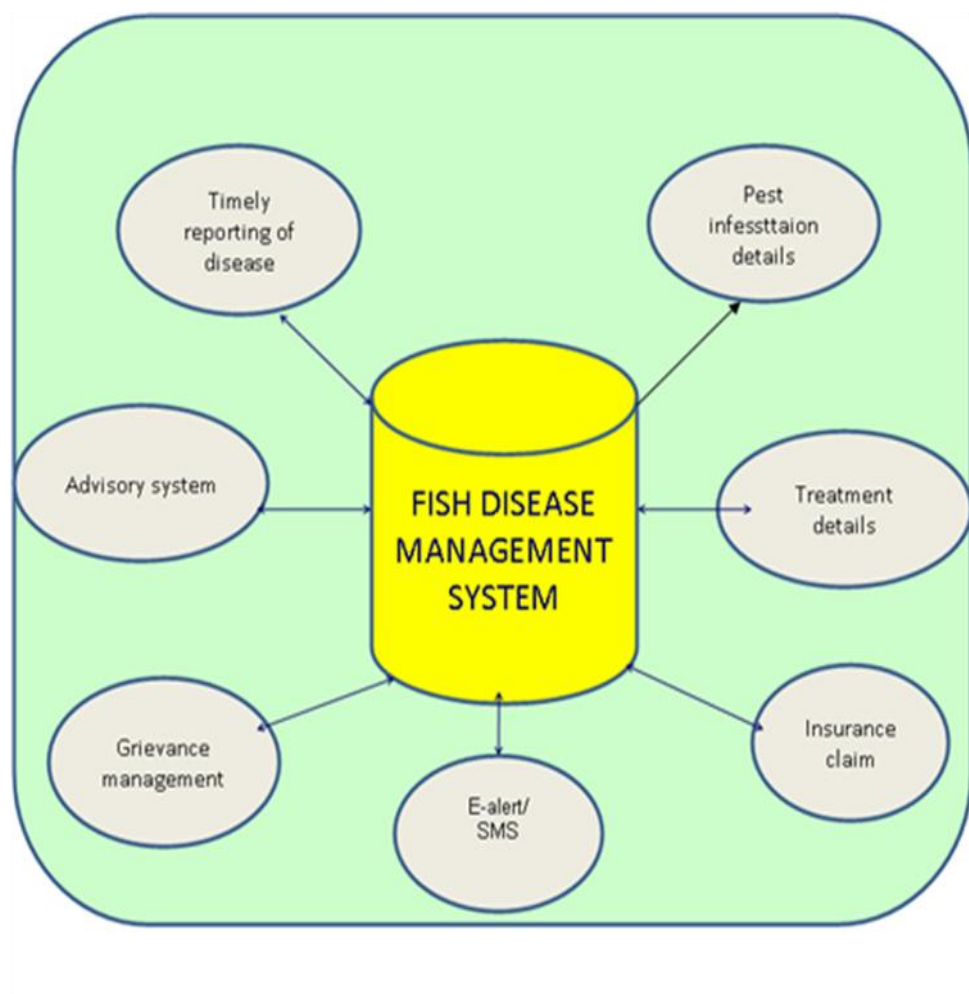 Timely
reporting of
disease
Pest
infessttaion
details
Advisory system
FISH DISEASE
MANAGEMENT
SYSTEM
Treatment
details
Grievance
management
E-alert/
SMS
Insurance
claim